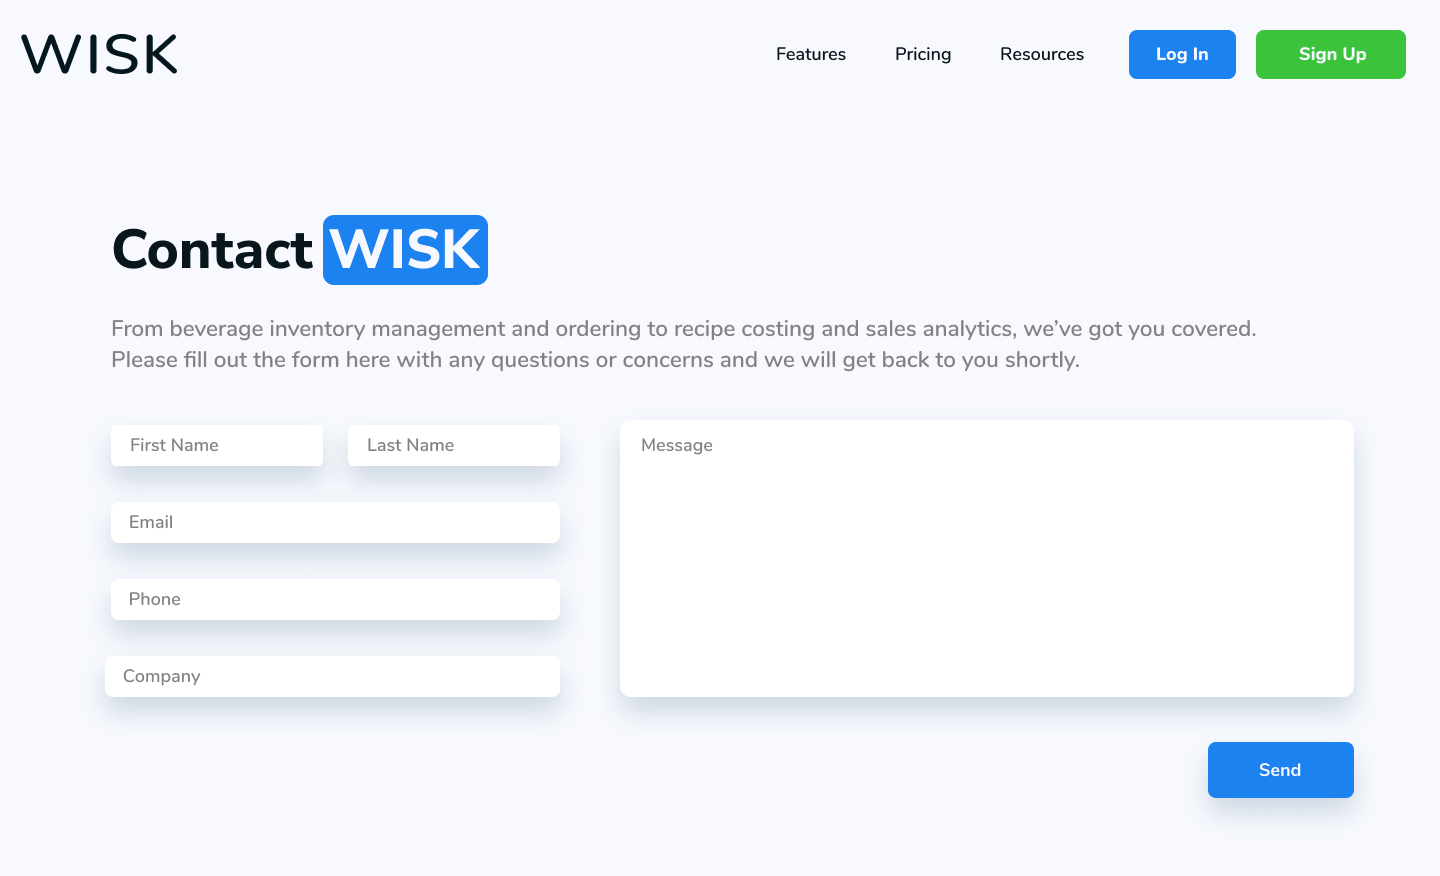 WISK
Features
Pricing
Resources
Log In
Sign Up
Contact WISK
From beverage inventory management and ordering to recipe costing and sales analytics, we’ve got you covered.
Please fill out the form here with any questions or concerns and we will get back to you shortly.
First Name
Last Name
Email
Phone
Company
Message
Send